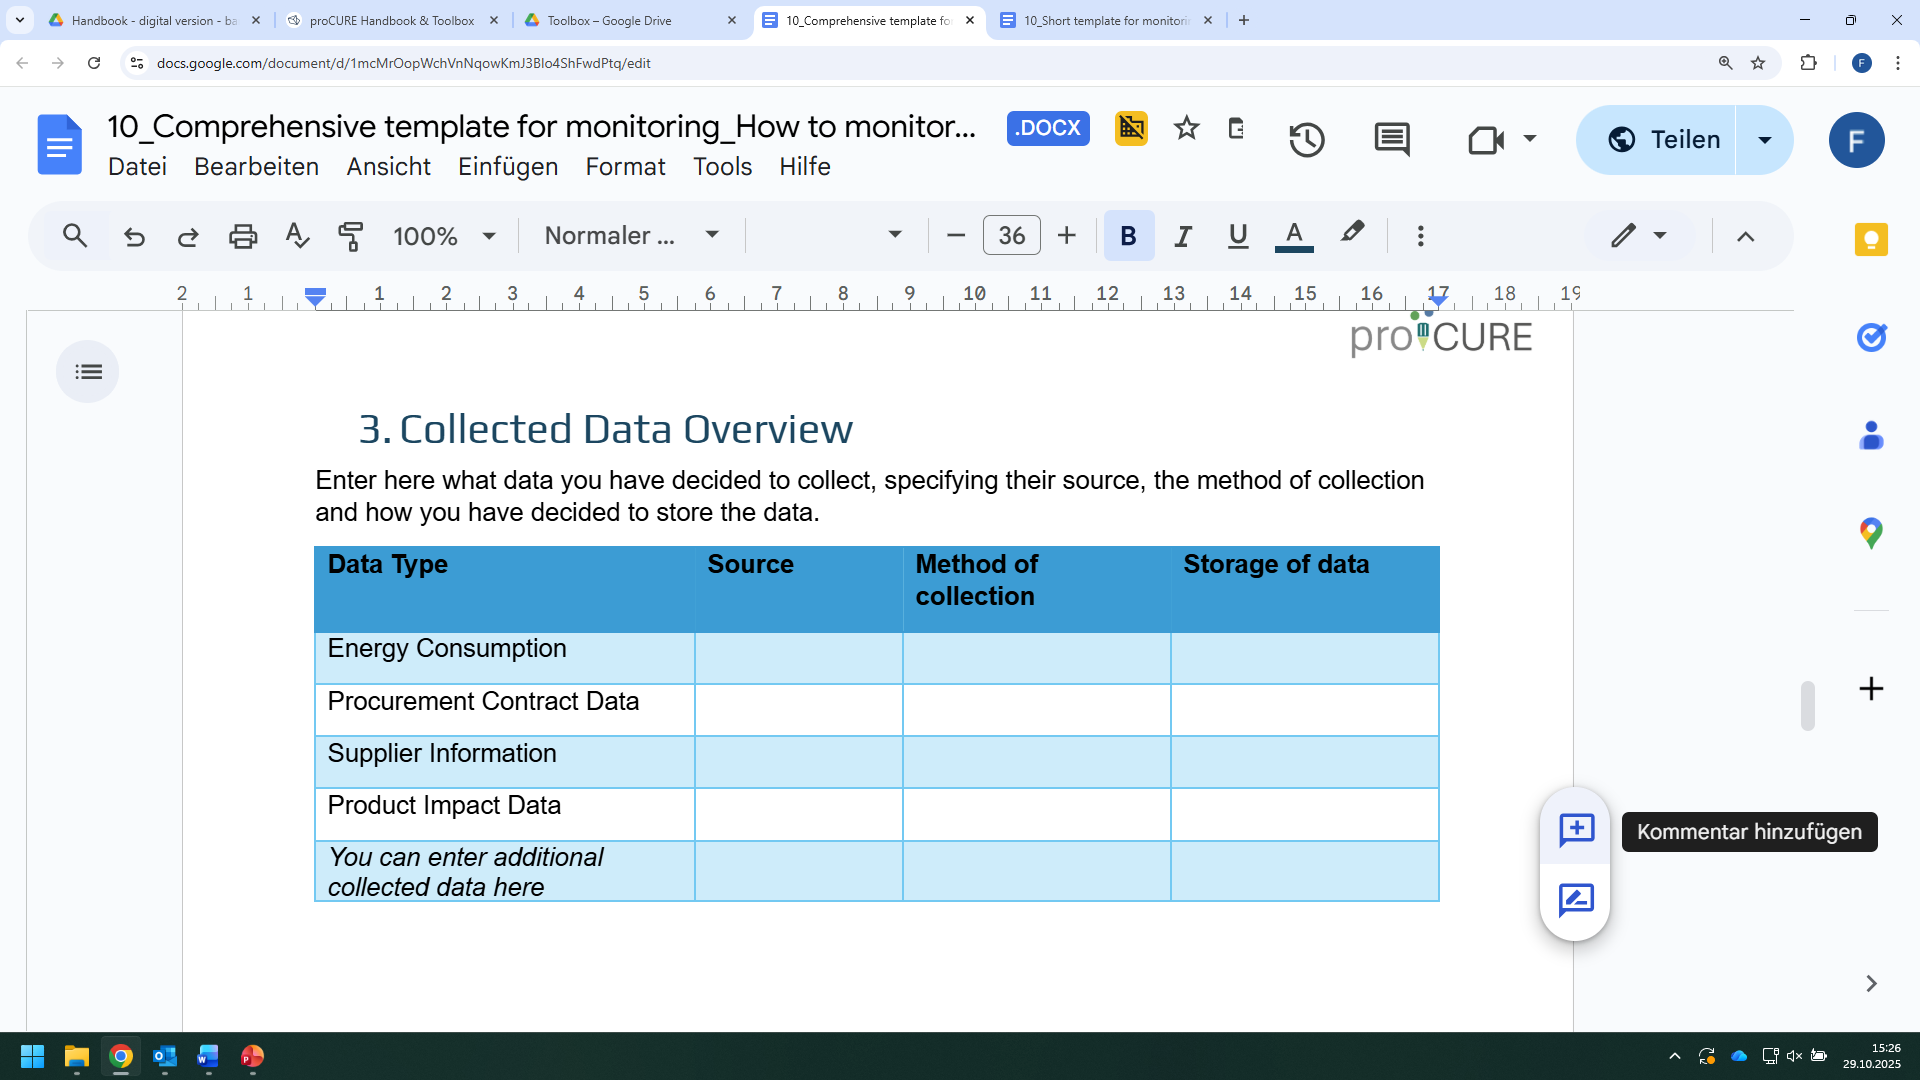 Handbook - digital version - ba
proCURE Handbook & Toolbox
Toolbox – Google Drive
10_Comprehensive template fo
10_Short template for monitori
docs.google.com/document/d/1mcMrOopWchVnNqowKmJ3Blo4ShFwdPtq/edit
F
10_Comprehensive template for monitoring_How to monitor...
.DOCX
Teilen
F
Datei Bearbeiten Ansicht Einfügen Format Tools Hilfe
100% Normaler ... 36 B I U A
2 1 1 2 3 4 5 6 7 8 9 10 11 12 13 14 15 16 17 18 19
proCURE
3. Collected Data Overview
Enter here what data you have decided to collect, specifying their source, the method of collection
and how you have decided to store the data.
Data Type Source Method of collection Storage of data
Energy Consumption
Procurement Contract Data
Supplier Information
Product Impact Data
You can enter additional
collected data here
Kommentar hinzufügen
15:26
29.10.2025